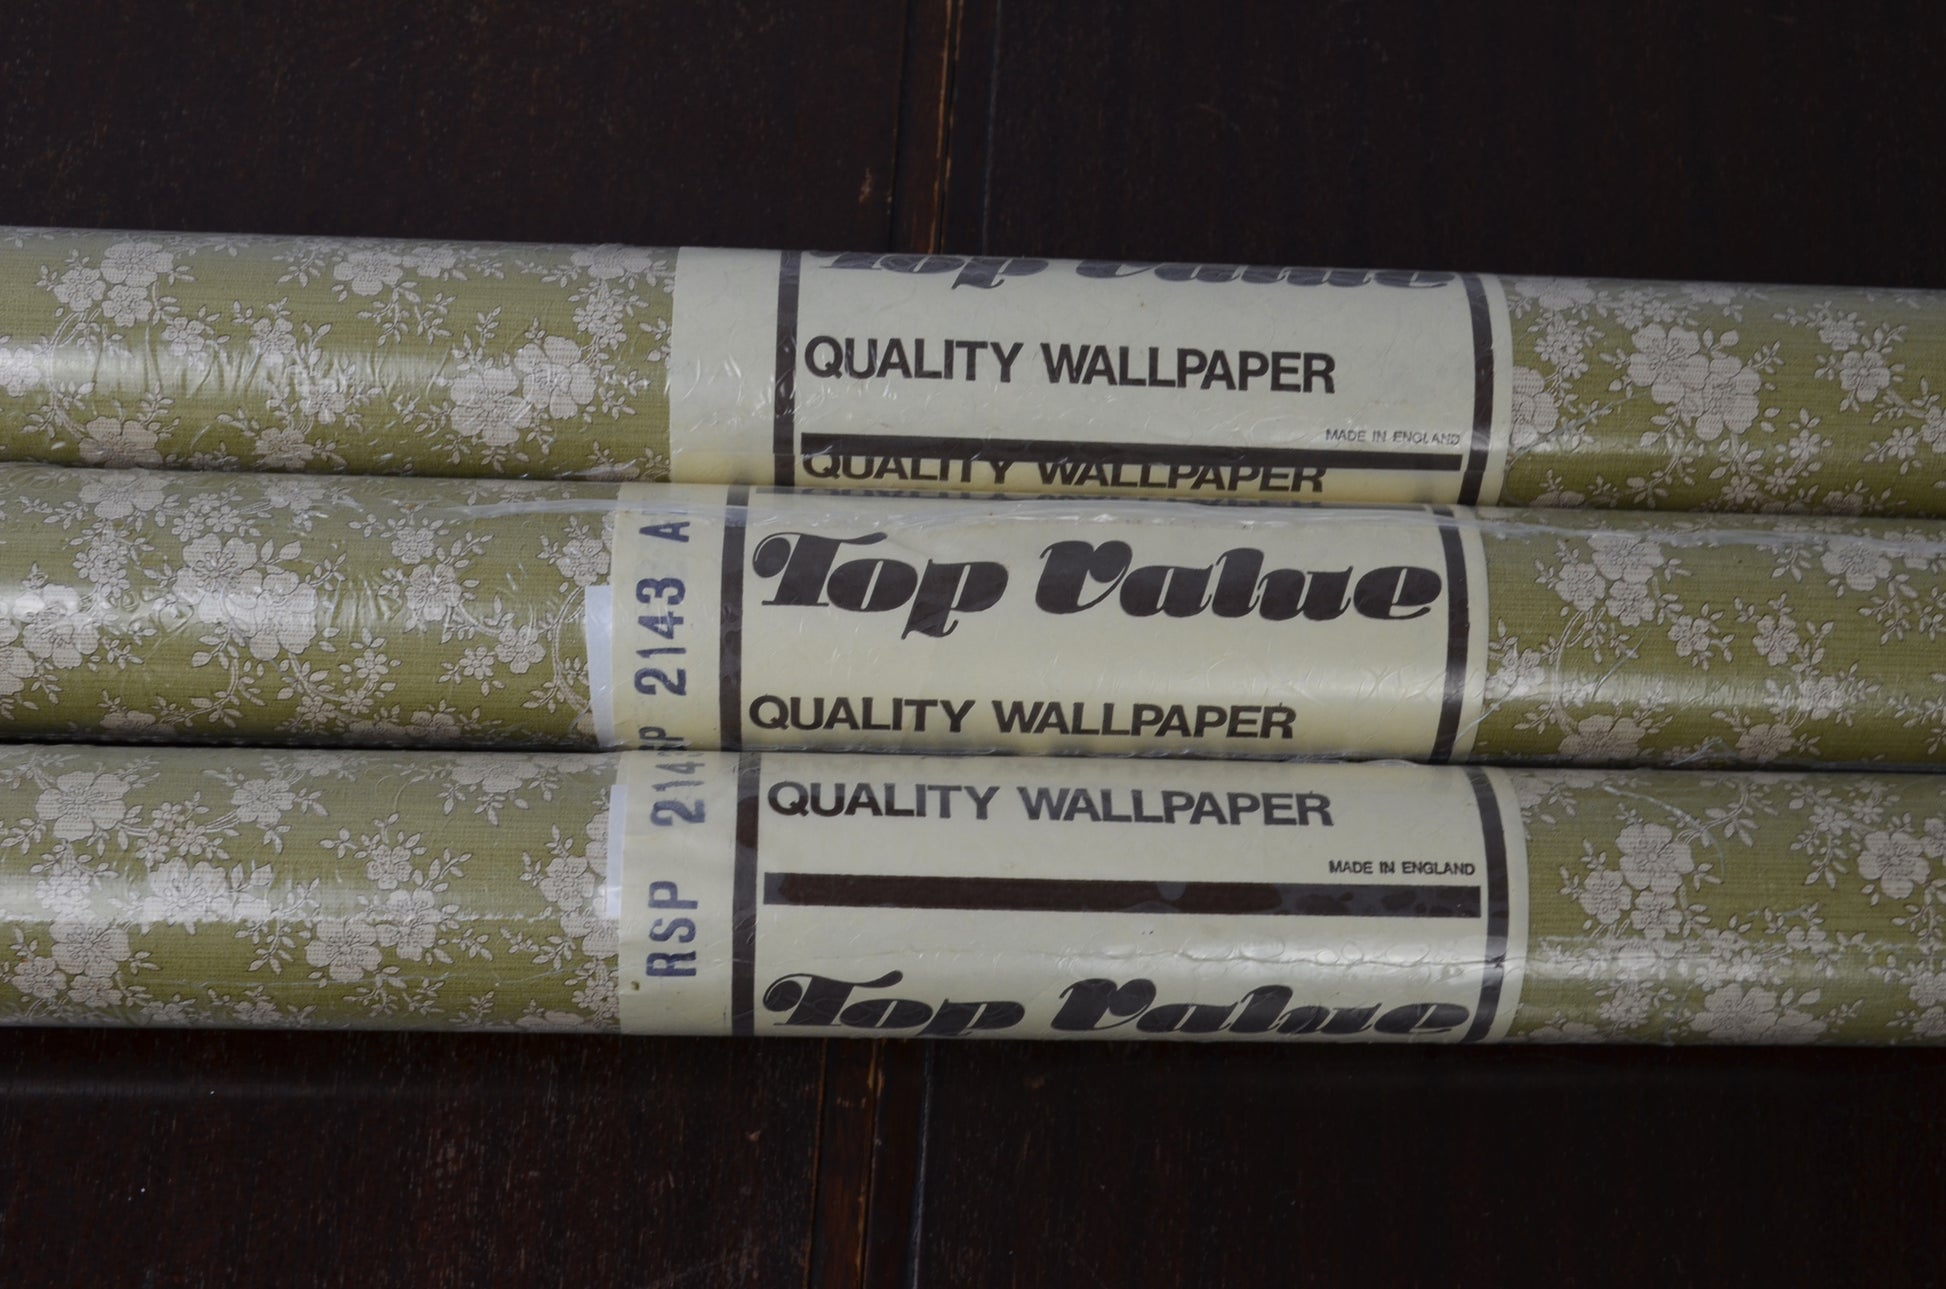 Top Value
QUALITY WALLPAPER
MADE IN ENGLAND
QUALITY WALLPAPER
RSP 2143 A
Top Value
QUALITY WALLPAPER
RSP 214
QUALITY WALLPAPER
MADE IN ENGLAND
Top Value